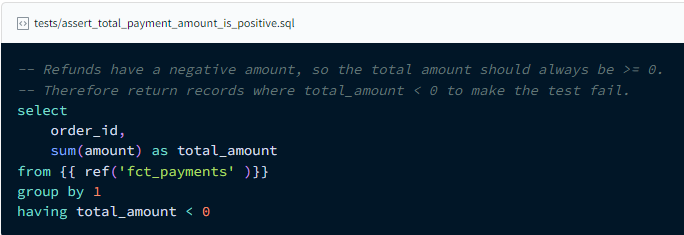 tests/assert_total_payment_amount_is_positive.sql
-- Refunds have a negative amount, so the total amount should always be >= 0.
-- Therefore return records where total_amount < 0 to make the test fail.
select
    order_id,
    sum(amount) as total_amount
from {{ ref('fct_payments' )}}
group by 1
having total_amount < 0